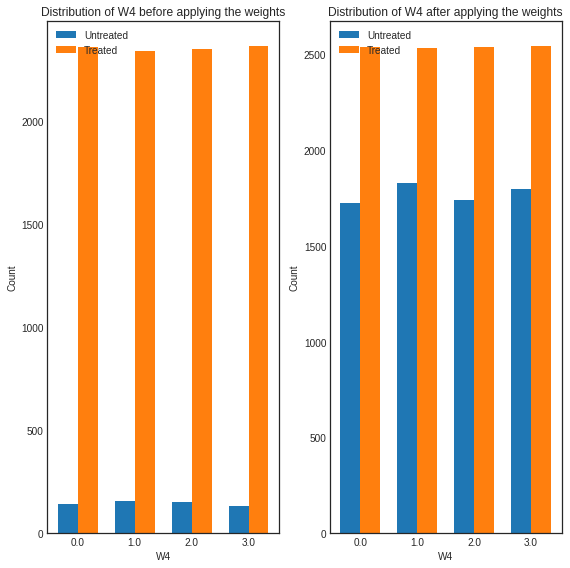 Distribution of W4 before applying the weights
Untreated
Treated
2000
1500
1000
500
0
Count
0.0 1.0 2.0 3.0
W4
Distribution of W4 after applying the weights
Untreated
Treated
2500
2000
1500
1000
500
0
Count
0.0 1.0 2.0 3.0
W4